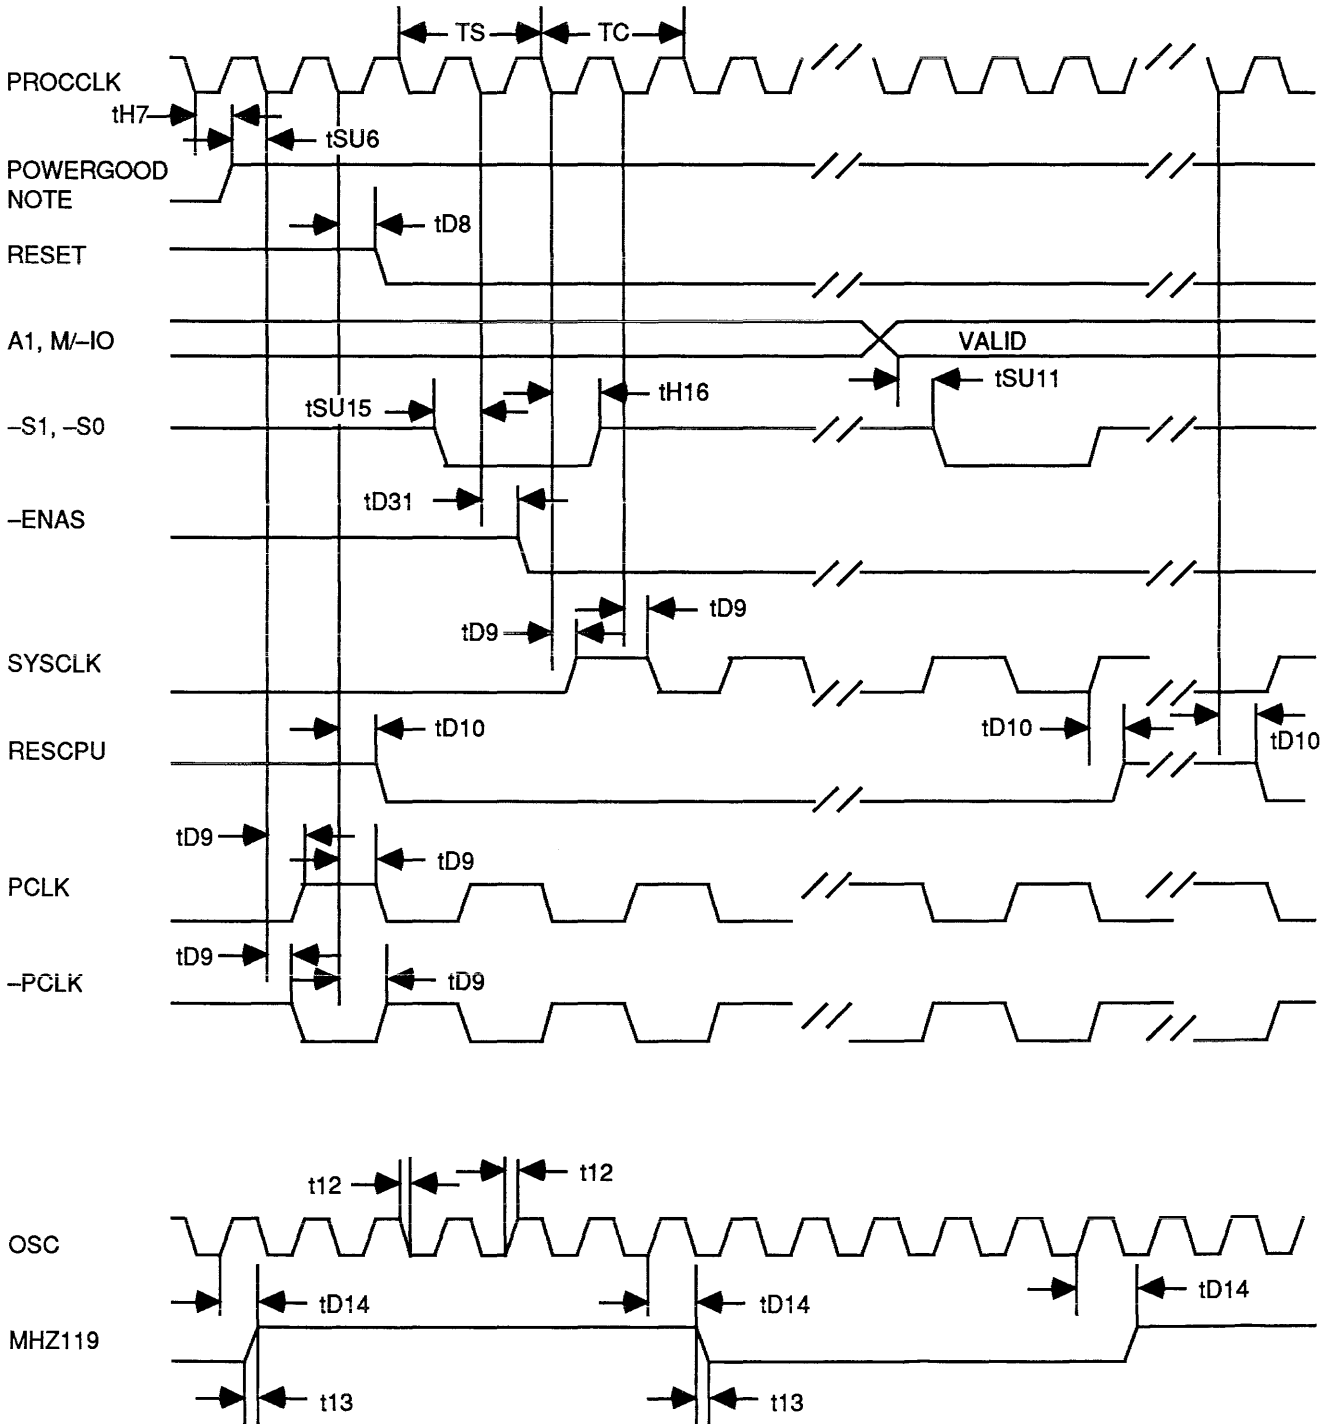 TS TC
PROCCLK
tH7
tSU6
POWERGOOD
NOTE
tD8
RESET
A1, M/–IO
VALID
tSU11
tH16
tSU15
–S1, –S0
tD31
–ENAS
tD9
tD9
SYSCLK
tD10
tD10
tD10
RESCPU
tD9
tD9
PCLK
tD9
tD9
–PCLK
t12
t12
OSC
tD14
tD14
tD14
MHZ119
t13
t13